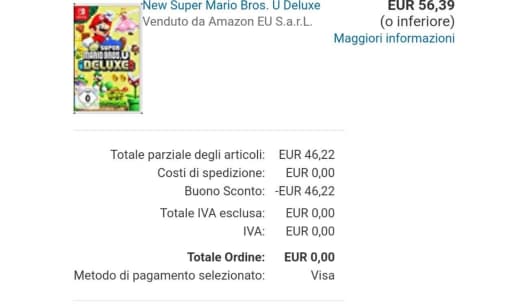 New Super Mario Bros. U Deluxe
Venduto da Amazon EU S.a.r.L.
EUR 56,39
(o inferiore)
Maggiori informazioni
SUPER
MARIO BROS. U
DELUXE
Totale parziale degli articoli: EUR 46,22
Costi di spedizione: EUR 0,00
Buono Sconto: -EUR 46,22
Totale IVA esclusa: EUR 0,00
IVA: EUR 0,00
Totale Ordine: EUR 0,00
Metodo di pagamento selezionato: Visa